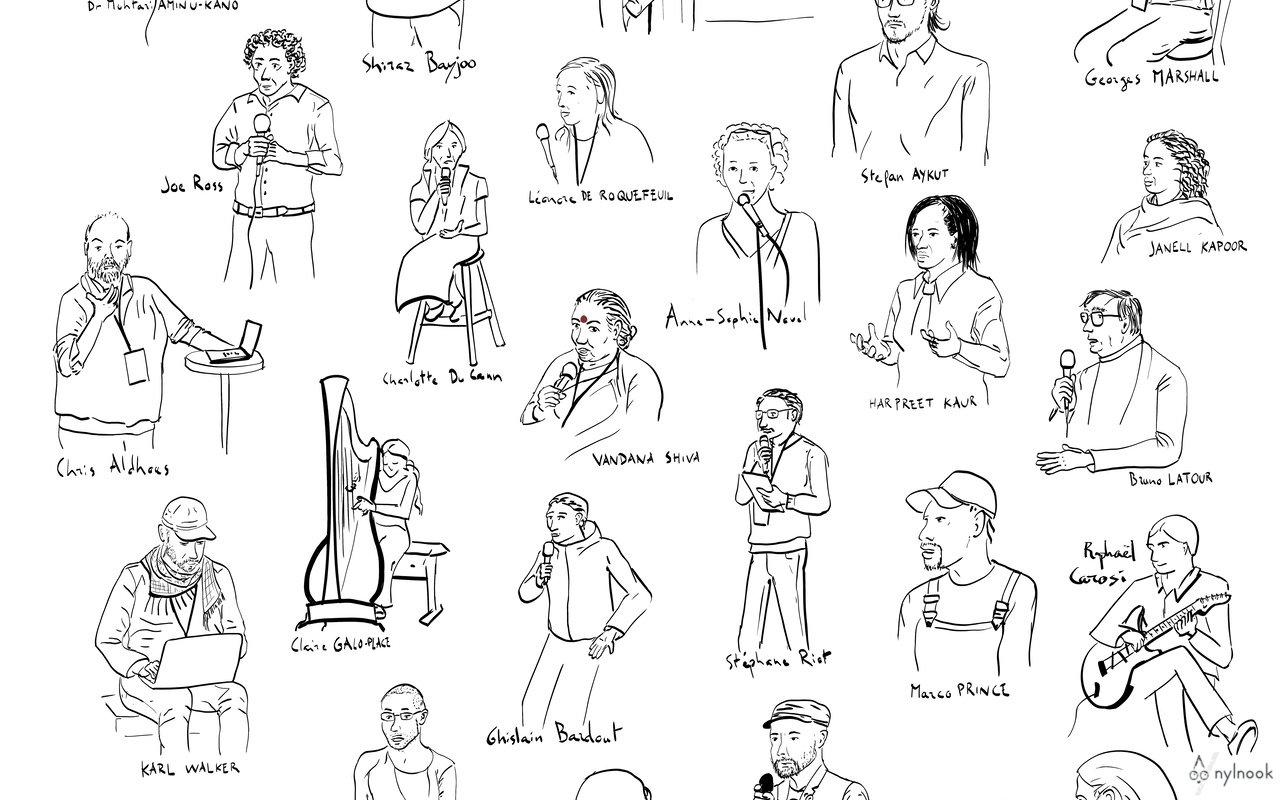 Dr Muhtari AMINU-KANO
Shiraz Bayjoo
Georges MARSHALL
Joe Ross
Léonore DE ROQUEFEUIL
Stefan AYKUT
JANELL KAPOOR
Anne-Sophie Novel
Charlotte Du Cann
HARPREET KAUR
Chris Aldhous
VANDANA SHIVA
Bruno LATOUR
Raphaël
Carosi
Claire GALO-PLACE
Stéphane Riot
Marco PRINCE
Ghislain Bardout
KARL WALKER
nylnook